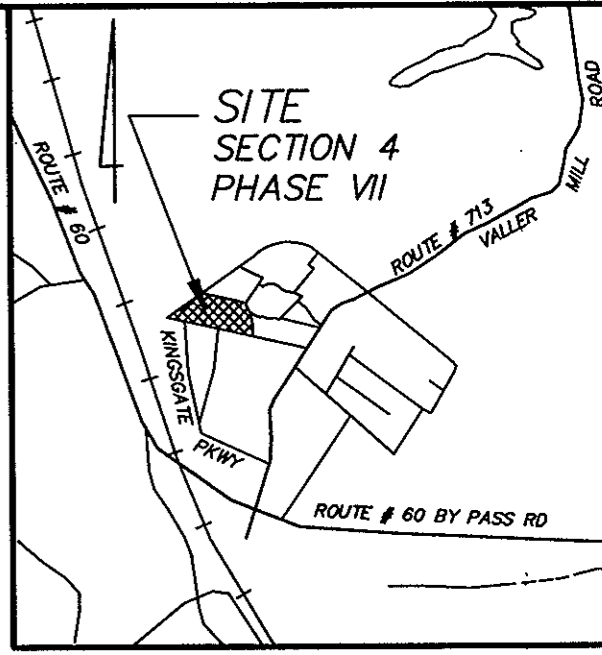 SITE
SECTION 4
PHASE VII
ROUTE # 60
ROUTE # 713
VALLER MILL ROAD
KINGSGATE PKWY
ROUTE # 60 BY PASS RD